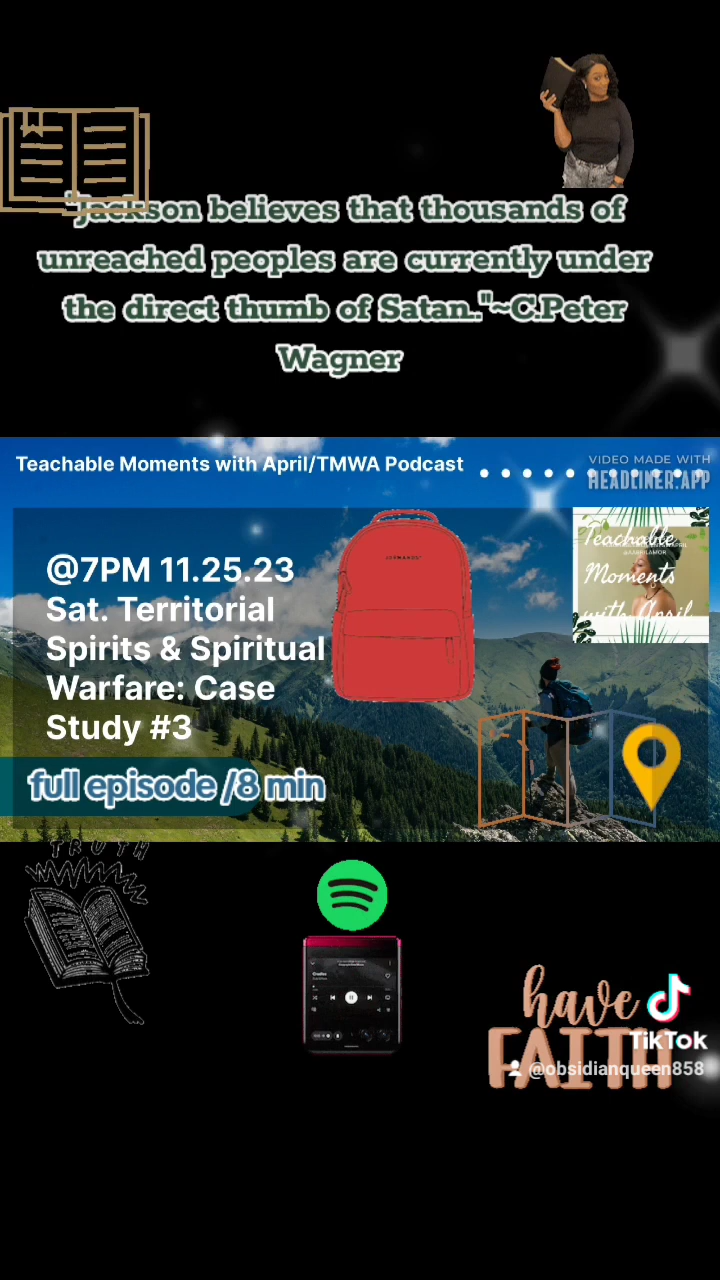 "Jackson believes that thousands of
unreached peoples are currently under
the direct thumb of Satan.."~C.Peter
Wagner
Teachable Moments with April/TMWA Podcast
VIDEO MADE WITH
HEADLINER.APP
@7PM 11.25.23
Sat. Territorial
Spirits & Spiritual
Warfare: Case
Study #3
Teachable
Moments
with April
full episode /8 min
TRUTH
have
FAITH
TikTok
@obsidianqueen858